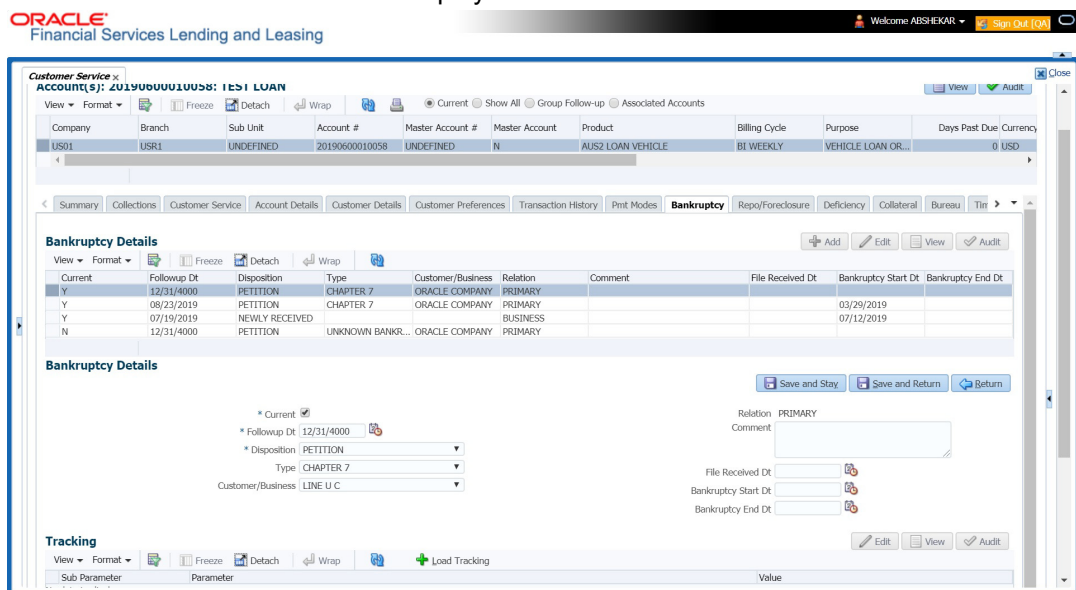 ORACLE®
Financial Services Lending and Leasing
Welcome ABSHEKAR Sign Out [QA]
Close
Customer Service x
Account(s): 20190600010058: TEST LOAN
View Audit
View Format Freeze Detach Wrap Current Show All Group Follow-up Associated Accounts
Company Branch Sub Unit Account # Master Account # Master Account Product Billing Cycle Purpose Days Past Due Currency
US01 USR1 UNDEFINED 20190600010058 UNDEFINED N AUS2 LOAN VEHICLE BI WEEKLY VEHICLE LOAN OR... 0 USD
Summary Collections Customer Service Account Details Customer Details Customer Preferences Transaction History Pmt Modes Bankruptcy Repo/Foreclosure Deficiency Collateral Bureau Tim
Bankruptcy Details
Add Edit View Audit
View Format Freeze Detach Wrap
Current Followup Dt Disposition Type Customer/Business Relation Comment File Received Dt Bankruptcy Start Dt Bankruptcy End Dt
Y 12/31/4000 PETITION CHAPTER 7 ORACLE COMPANY PRIMARY
Y 08/23/2019 PETITION CHAPTER 7 ORACLE COMPANY PRIMARY 03/29/2019
Y 07/19/2019 NEWLY RECEIVED BUSINESS 07/12/2019
N 12/31/4000 PETITION UNKNOWN BANKR... ORACLE COMPANY PRIMARY
Bankruptcy Details
Save and Stay Save and Return Return
* Current
* Followup Dt 12/31/4000
* Disposition PETITION
Type CHAPTER 7
Customer/Business LINE U C
Relation PRIMARY
Comment
File Received Dt
Bankruptcy Start Dt
Bankruptcy End Dt
Tracking
Edit View Audit
View Format Freeze Detach Wrap Load Tracking
Sub Parameter Parameter Value